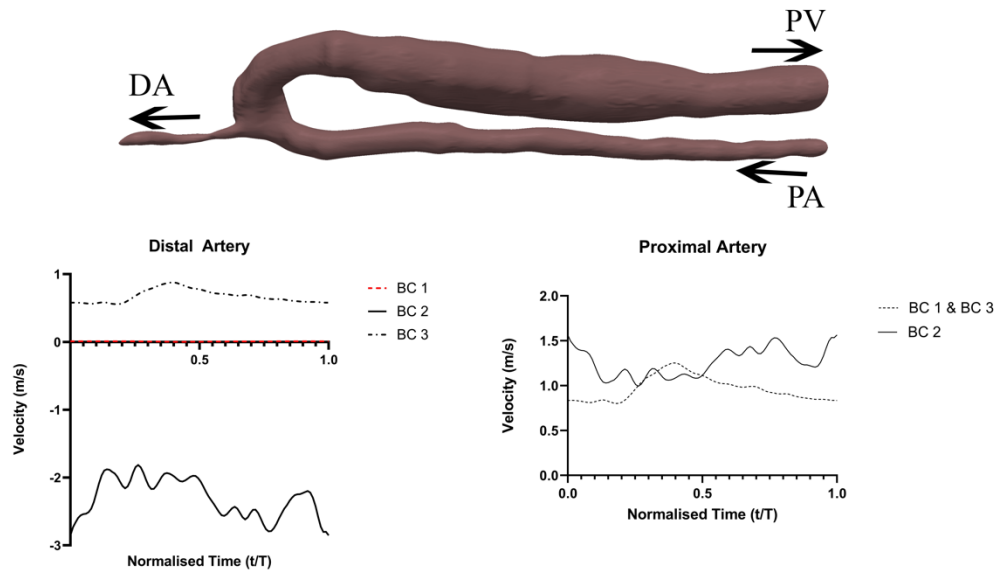 PV
DA
PA
Distal Artery
Velocity (m/s)
1
0
-1
-2
-3
0.5
1.0
Normalised Time (t/T)
BC 1
BC 2
BC 3
Proximal Artery
Velocity (m/s)
2.0
1.5
1.0
0.5
0.0
0.0
0.5
1.0
Normalised Time (t/T)
BC 1 & BC 3
BC 2